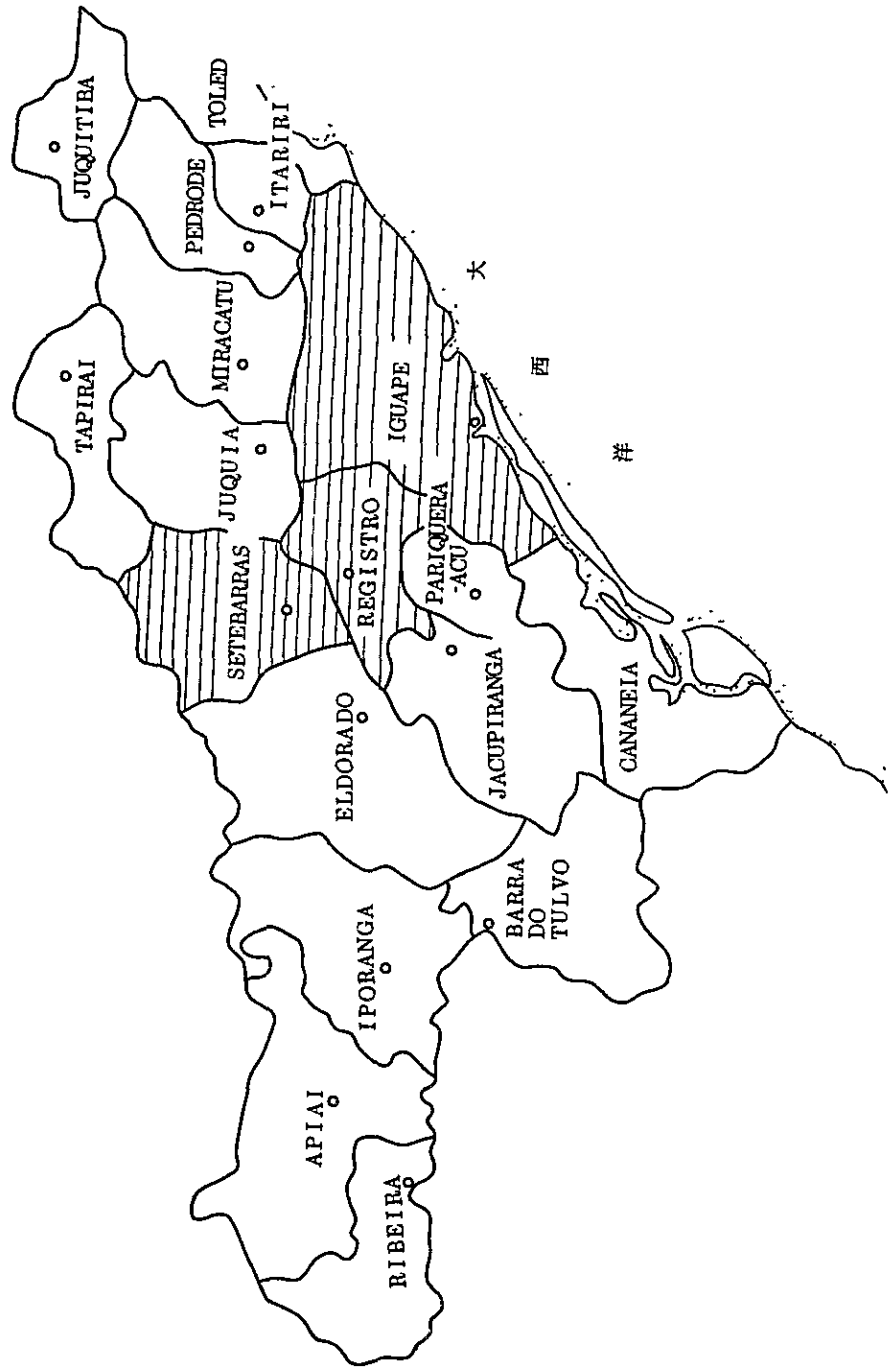 JUQUITIBA
TOLED
PEDRODE
ITARIRI
TAPIRAI
MIRACATU
JUQUIA
IGUAPE
SETEBARRAS
REGISTRO
PARIQUERA
-ACU
ELDORADO
JACUPIRANGA
CANANEIA
IPORANGA
BARRA
DO
TULVO
APIAI
RIBEIRA
大西洋